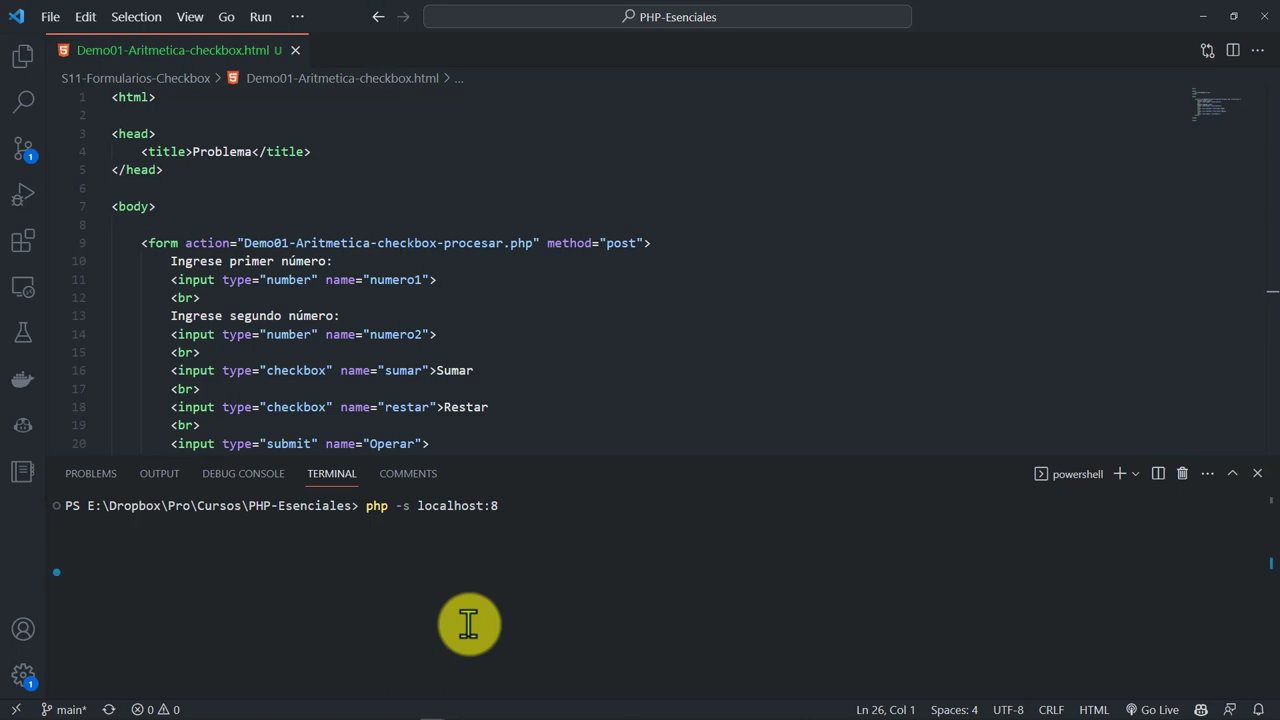 File Edit Selection View Go Run ··· PHP-Esenciales
Demo01-Aritmetica-checkbox.html U
S11-Formularios-Checkbox > Demo01-Aritmetica-checkbox.html > ...
1 <html>
2
3 <head>
4 <title>Problema</title>
5 </head>
6
7 <body>
8
9 <form action="Demo01-Aritmetica-checkbox-procesar.php" method="post">
10 Ingrese primer número:
11 <input type="number" name="numero1">
12 <br>
13 Ingrese segundo número:
14 <input type="number" name="numero2">
15 <br>
16 <input type="checkbox" name="sumar">Sumar
17 <br>
18 <input type="checkbox" name="restar">Restar
19 <br>
20 <input type="submit" name="Operar">
PROBLEMS OUTPUT DEBUG CONSOLE TERMINAL COMMENTS powershell
PS E:\Dropbox\Pro\Cursos\PHP-Esenciales> php -s localhost:8
1
1
main* 0 0 Ln 26, Col 1 Spaces: 4 UTF-8 CRLF HTML Go Live